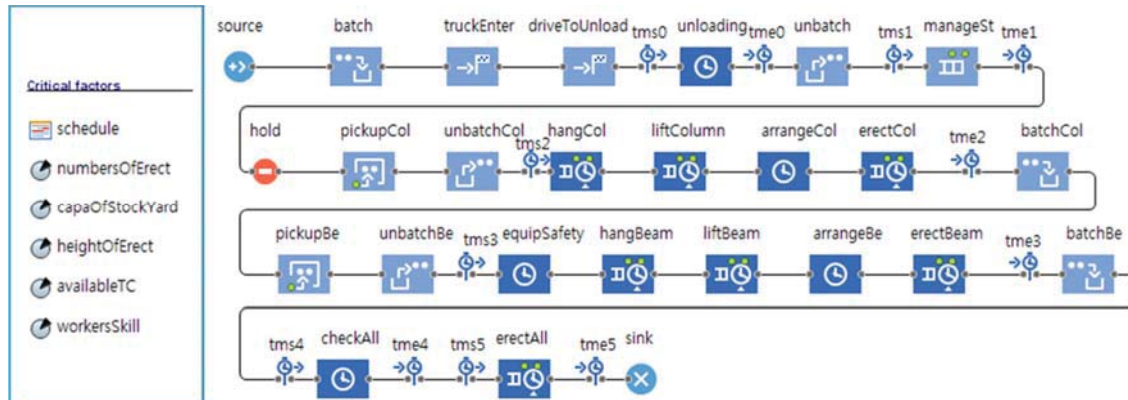 Critical factors
schedule
numbersOfErect
capaOfStockYard
heightOfErect
availableTC
workersSkill
source batch truckEnter driveToUnload tms0 unloading tme0 unbatch tms1 manageSt tme1
hold pickupCol unbatchCol tms2 hangCol liftColumn arrangeCol erectCol tme2 batchCol
pickupBe unbatchBe tms3 equipSafety hangBeam liftBeam arrangeBe erectBeam tme3 batchBe
tms4 checkAll tme4 tms5 erectAll tme5 sink